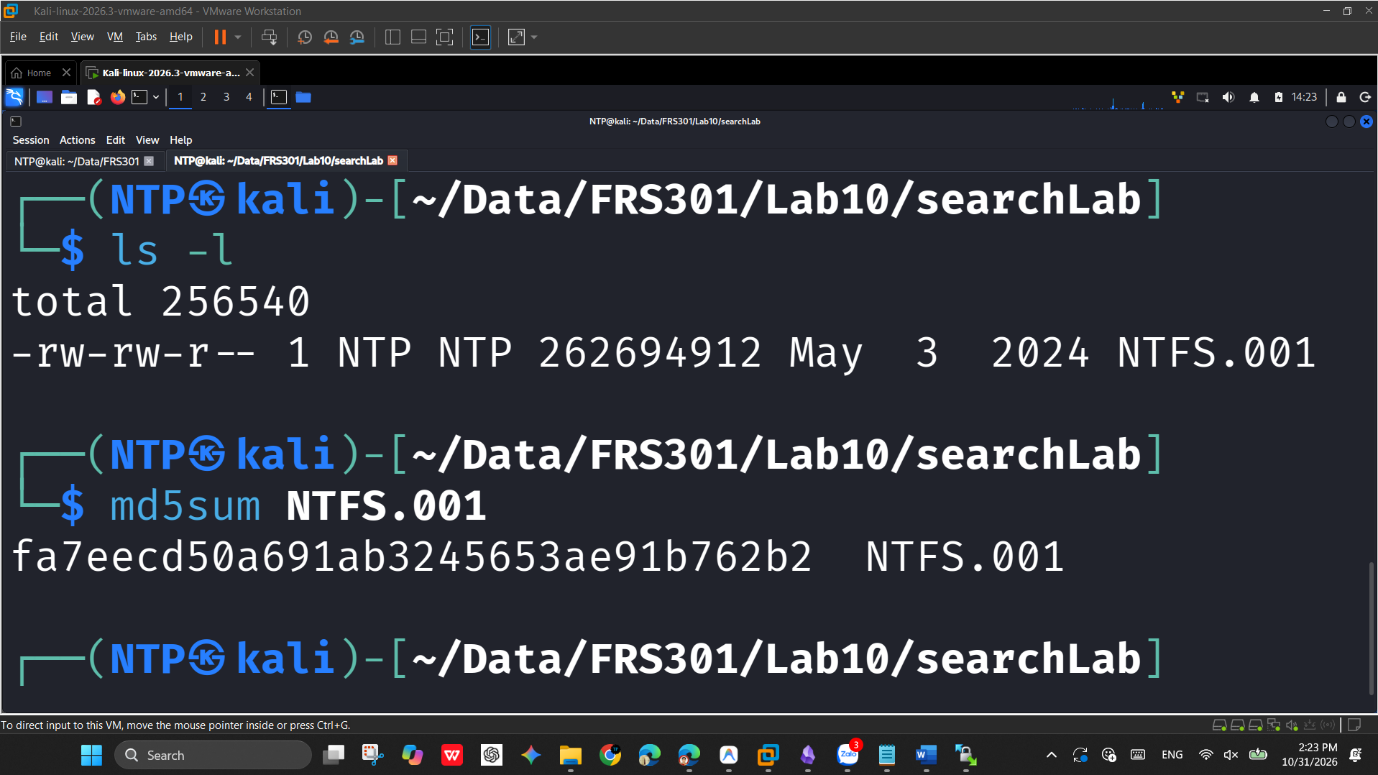 Kali-linux-2026.3-vmware-amd64 - VMware Workstation
File Edit View VM Tabs Help
Home Kali-linux-2026.3-vmware-a...
1 2 3 4 14:23
NTP@kali: ~/Data/FRS301/Lab10/searchLab
Session Actions Edit View Help
NTP@kali: ~/Data/FRS301 NTP@kali: ~/Data/FRS301/Lab10/searchLab
┌──(NTP㉿kali)-[~/Data/FRS301/Lab10/searchLab]
└─$ ls -l
total 256540
-rw-rw-r-- 1 NTP NTP 262694912 May  3  2024 NTFS.001
┌──(NTP㉿kali)-[~/Data/FRS301/Lab10/searchLab]
└─$ md5sum NTFS.001
fa7eecd50a691ab3245653ae91b762b2  NTFS.001
┌──(NTP㉿kali)-[~/Data/FRS301/Lab10/searchLab]
To direct input to this VM, move the mouse pointer inside or press Ctrl+G.
Search Zalo 3 ENG 2:23 PM
10/31/2026